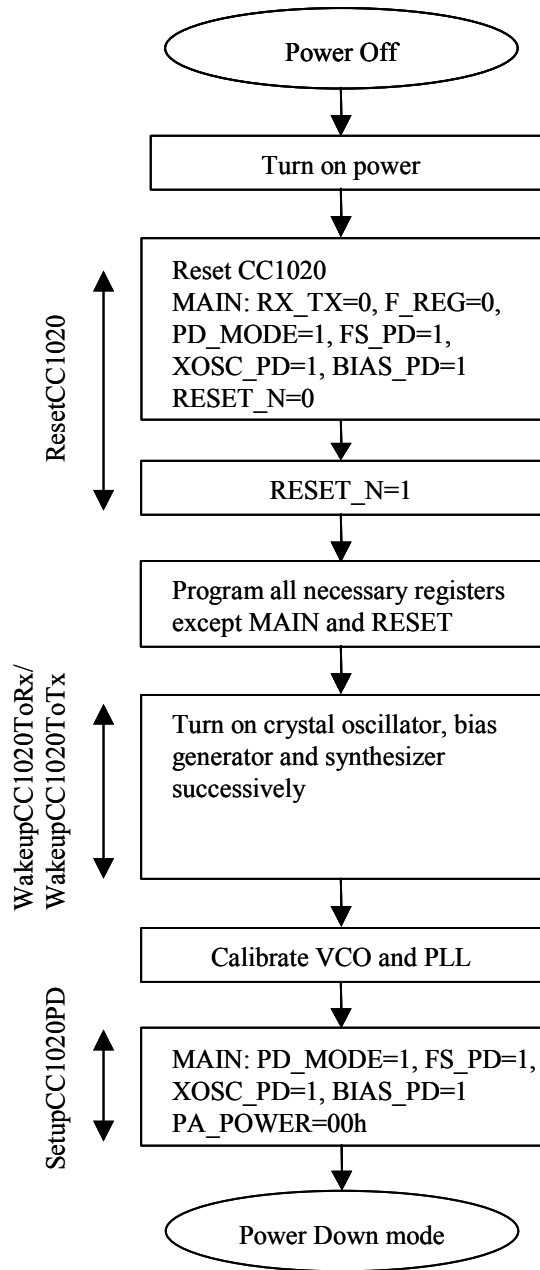 Power Off
Turn on power
ResetCC1020
Reset CC1020
MAIN: RX_TX=0, F_REG=0,
PD_MODE=1, FS_PD=1,
XOSC_PD=1, BIAS_PD=1
RESET_N=0
RESET_N=1
Program all necessary registers
except MAIN and RESET
WakeupCC1020ToRx/
WakeupCC1020ToTx
Turn on crystal oscillator, bias
generator and synthesizer
successively
Calibrate VCO and PLL
SetupCC1020PD
MAIN: PD_MODE=1, FS_PD=1,
XOSC_PD=1, BIAS_PD=1
PA_POWER=00h
Power Down mode